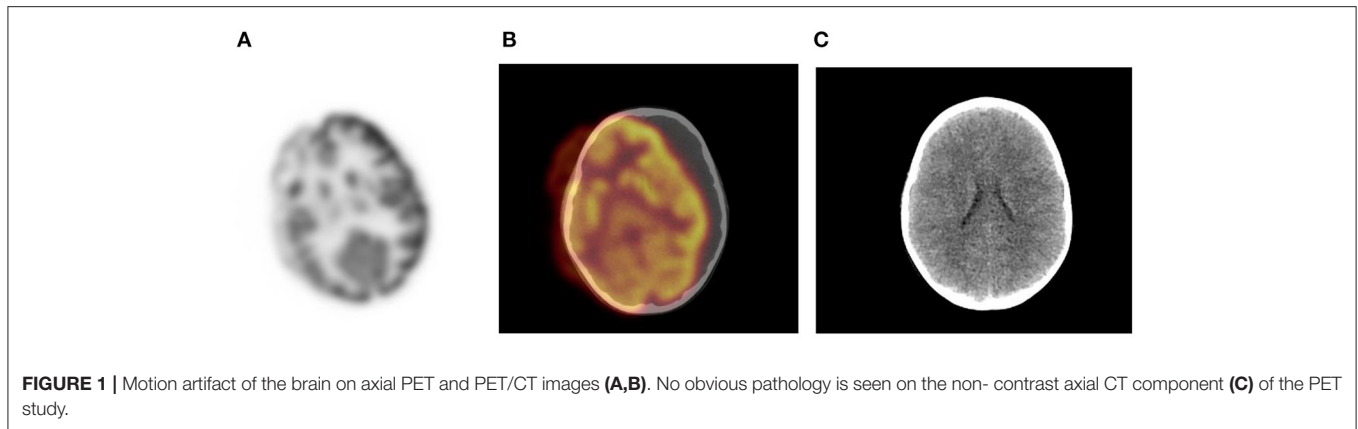 A
B
C
FIGURE 1 | Motion artifact of the brain on axial PET and PET/CT images (A,B). No obvious pathology is seen on the non- contrast axial CT component (C) of the PET
study.